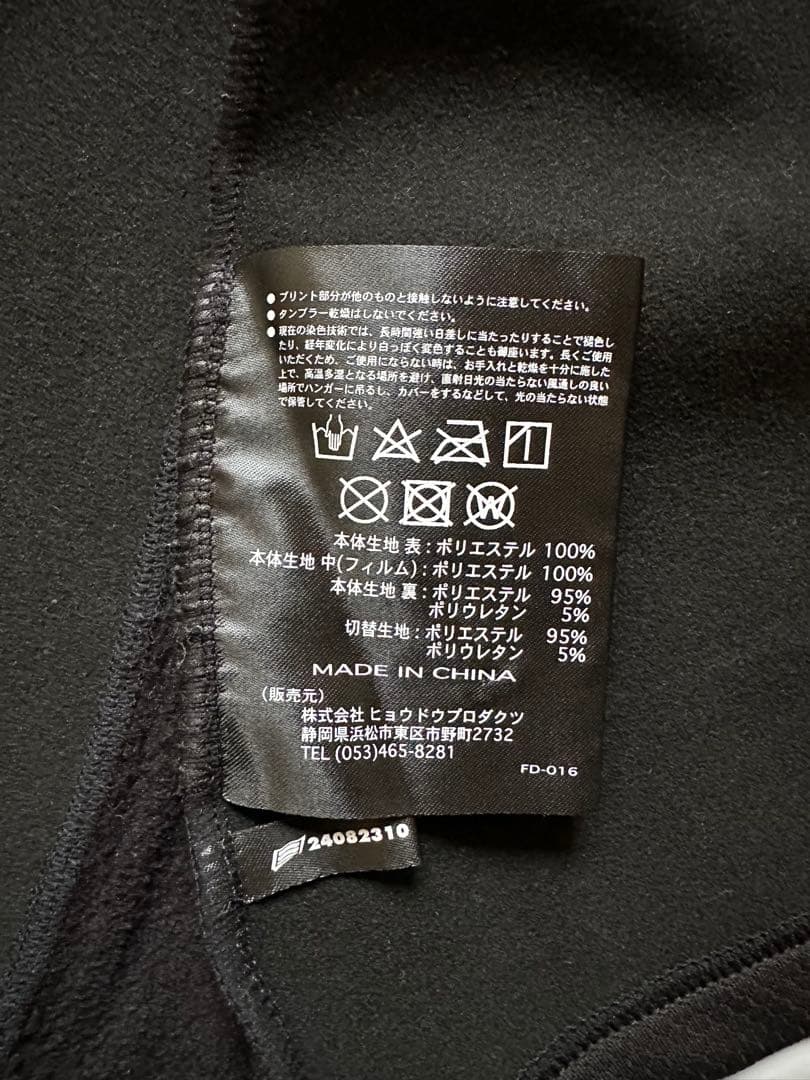 ● プリント部分が他のものと接触しないように注意してください。
● タンブラー乾燥はしないでください。
● 現在の染色技術では、長時間強い日差しに当たったりすることで褪色し
たり、経年変化により白っぽく変色することも御座います。長くご使用
いただくため、ご使用にならない時は、お手入れと乾燥を十分に施した
上で、高温多湿となる場所を避け、直射日光の当たらない風通しの良い
場所でハンガーに吊るし、カバーをするなどして、光の当たらない状態
で保管してください。
W
本体生地 表 : ポリエステル 100%
本体生地 中(フィルム) : ポリエステル 100%
本体生地 裏 : ポリエステル 95%
ポリウレタン 5%
切替生地 : ポリエステル 95%
ポリウレタン 5%
MADE IN CHINA
(販売元)
株式会社 ヒョウドウプロダクツ
静岡県浜松市東区市野町2732
TEL (053)465-8281
FD-016
24082310